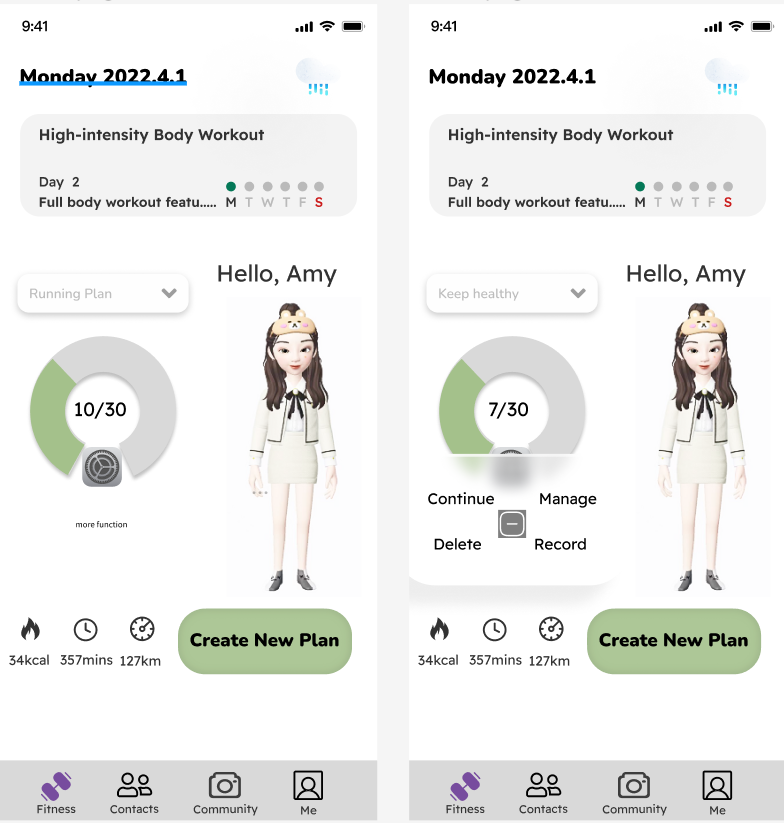 9:41
Monday 2022.4.1
High-intensity Body Workout
Day 2
Full body workout featu.....
M T W T F S
Hello, Amy
Running Plan
10/30
more function
34kcal 357mins 127km
Create New Plan
Fitness Contacts Community Me
9:41
Monday 2022.4.1
High-intensity Body Workout
Day 2
Full body workout featu.....
M T W T F S
Hello, Amy
Keep healthy
7/30
Continue Manage
Delete Record
34kcal 357mins 127km
Create New Plan
Fitness Contacts Community Me